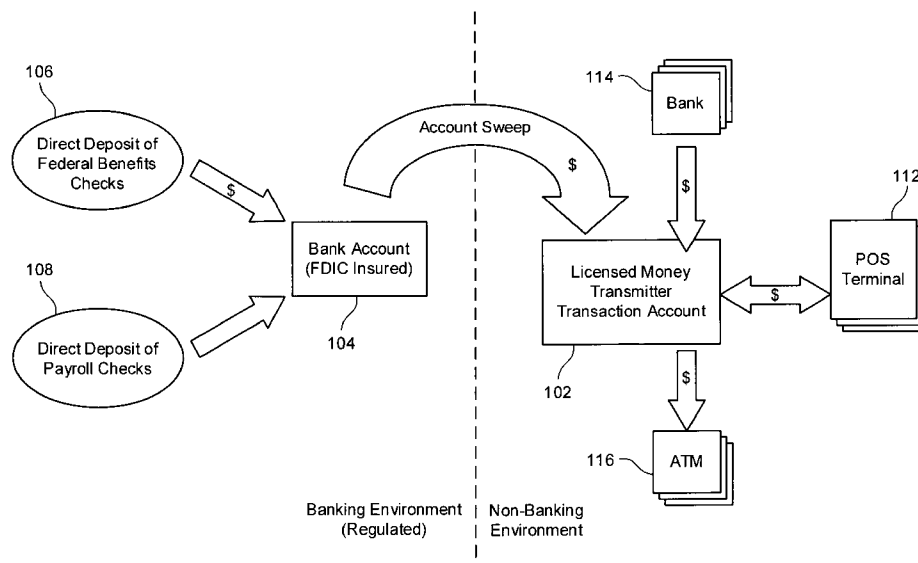 106
Direct Deposit of
Federal Benefits
Checks
$
108
Direct Deposit of
Payroll Checks
Bank Account
(FDIC Insured)
104
Account Sweep
$
114
Bank
$
Licensed Money
Transmitter
Transaction Account
102
$
112
POS
Terminal
$
116
ATM
Banking Environment
(Regulated)
Non-Banking
Environment